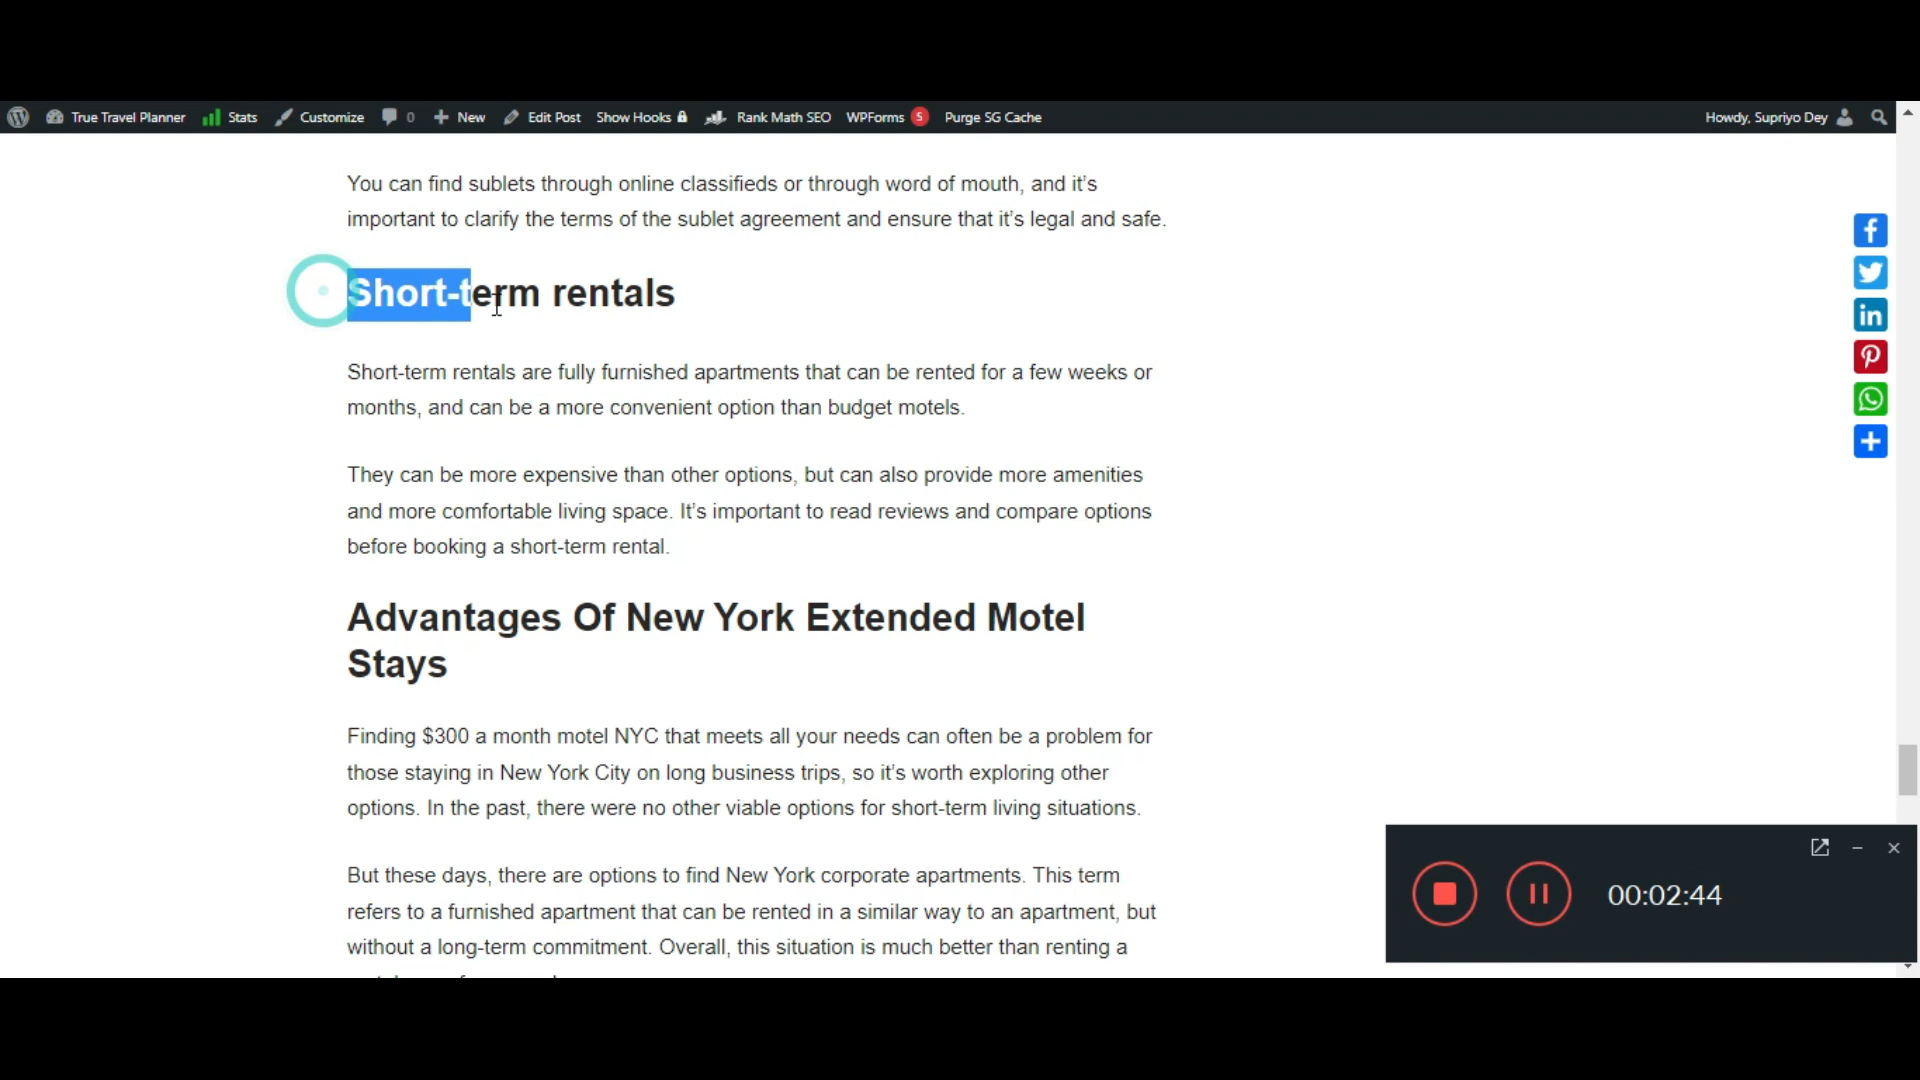 True Travel Planner Stats Customize 0 New Edit Post Show Hooks Rank Math SEO WPForms 5 Purge SG Cache Howdy, Supriyo Dey
You can find sublets through online classifieds or through word of mouth, and it's
important to clarify the terms of the sublet agreement and ensure that it's legal and safe.
Short-term rentals
Short-term rentals are fully furnished apartments that can be rented for a few weeks or
months, and can be a more convenient option than budget motels.
They can be more expensive than other options, but can also provide more amenities
and more comfortable living space. It's important to read reviews and compare options
before booking a short-term rental.
Advantages Of New York Extended Motel
Stays
Finding $300 a month motel NYC that meets all your needs can often be a problem for
those staying in New York City on long business trips, so it's worth exploring other
options. In the past, there were no other viable options for short-term living situations.
But these days, there are options to find New York corporate apartments. This term
refers to a furnished apartment that can be rented in a similar way to an apartment, but
without a long-term commitment. Overall, this situation is much better than renting a
00:02:44